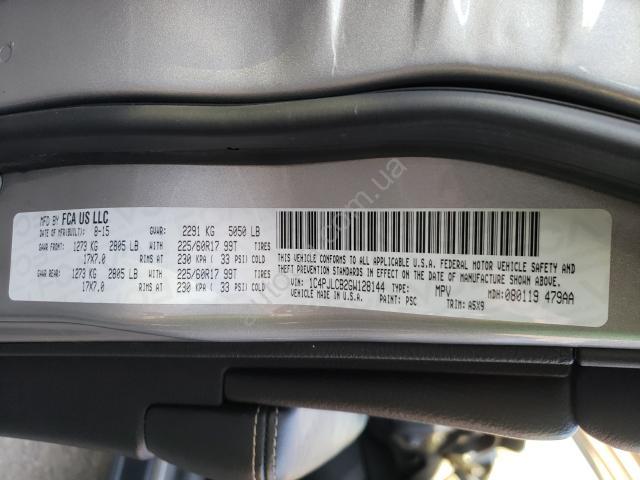 MFD BY FCA US LLC
DATE OF MFR(BUILT): 8-15 GVWR: 2291 KG 5050 LB
GAWR FRONT: 1273 KG 2805 LB WITH 225/60R17 99T TIRES
17X7.0 RIMS AT 230 KPA ( 33 PSI) COLD
GAWR REAR: 1273 KG 2805 LB WITH 225/60R17 99T TIRES
17X7.0 RIMS AT 230 KPA ( 33 PSI) COLD
THIS VEHICLE CONFORMS TO ALL APPLICABLE U.S.A. FEDERAL MOTOR VEHICLE SAFETY AND
THEFT PREVENTION STANDARDS IN EFFECT ON THE DATE OF MANUFACTURE SHOWN ABOVE.
VIN: 1C4PJLCB2GW128144 TYPE: MPV MDH: 080119 479AA
PAINT: PSC TRIM: A5X9